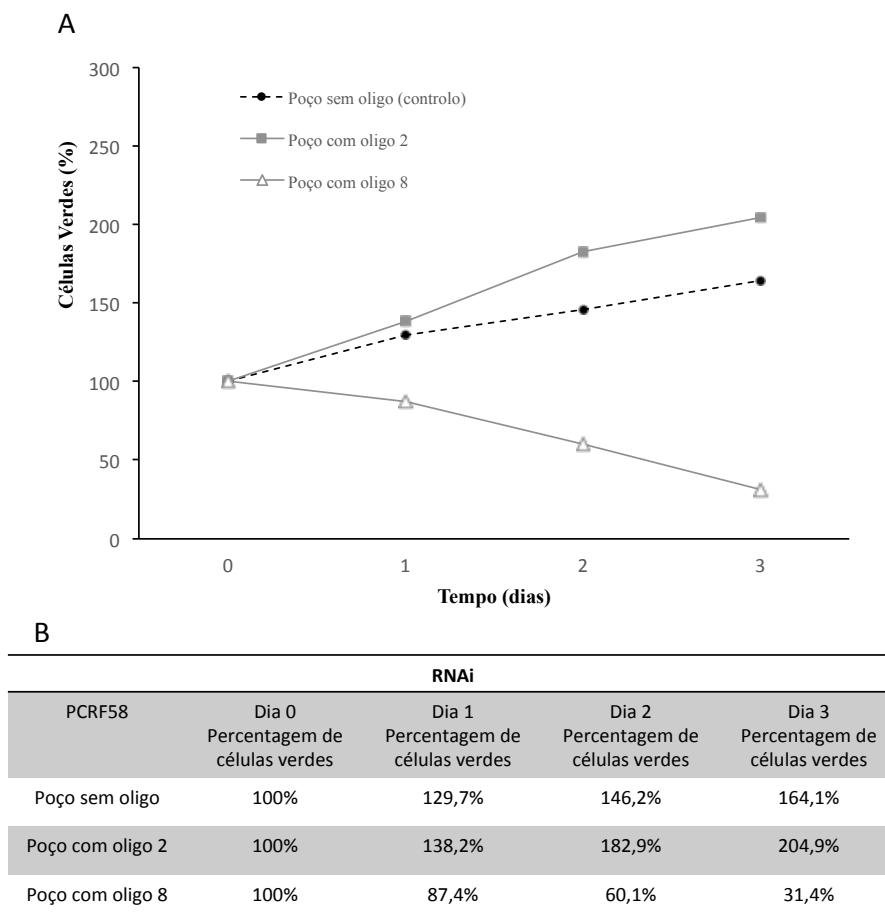 A
300
250
200
150
100
50
0
Células Verdes (%)
Poço sem oligo (controlo)
Poço com oligo 2
Poço com oligo 8
0 1 2 3
Tempo (dias)
B
RNAi
PCRF58 Dia 0 Dia 1 Dia 2 Dia 3
Percentagem de Percentagem de Percentagem de Percentagem de
células verdes células verdes células verdes células verdes
Poço sem oligo 100% 129,7% 146,2% 164,1%
Poço com oligo 2 100% 138,2% 182,9% 204,9%
Poço com oligo 8 100% 87,4% 60,1% 31,4%